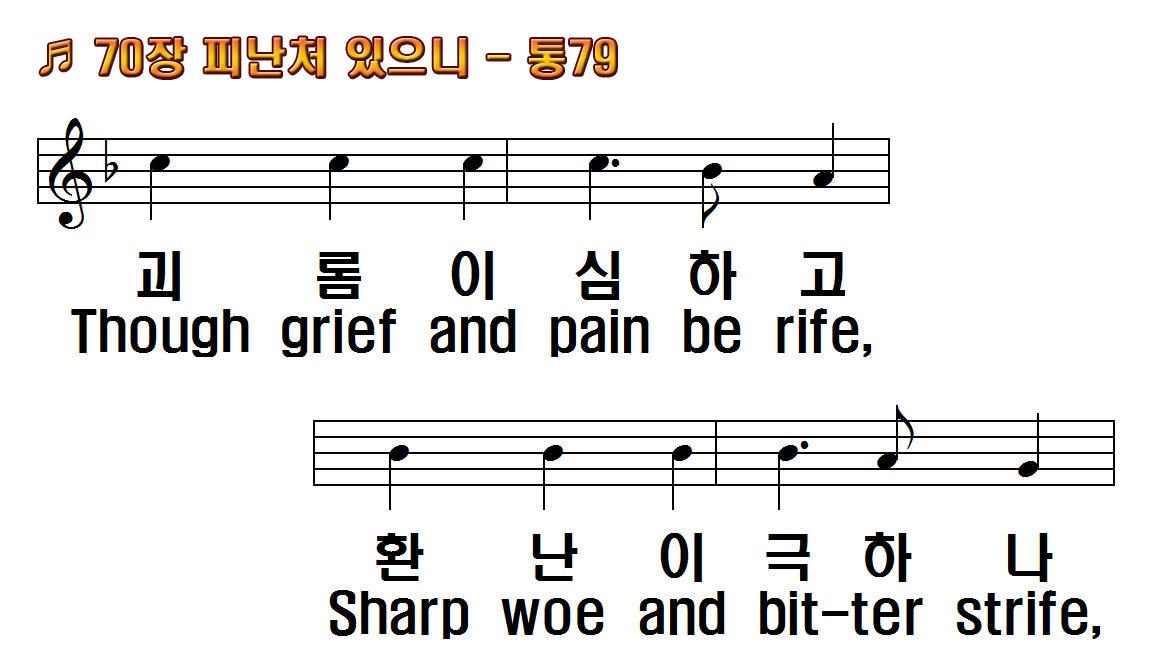 ♬ 70장 피난처 있으니 - 통79
괴 롬 이 심 하 고
Though grief and pain be rife,
환 난 이 극 하 나
Sharp woe and bit-ter strife,